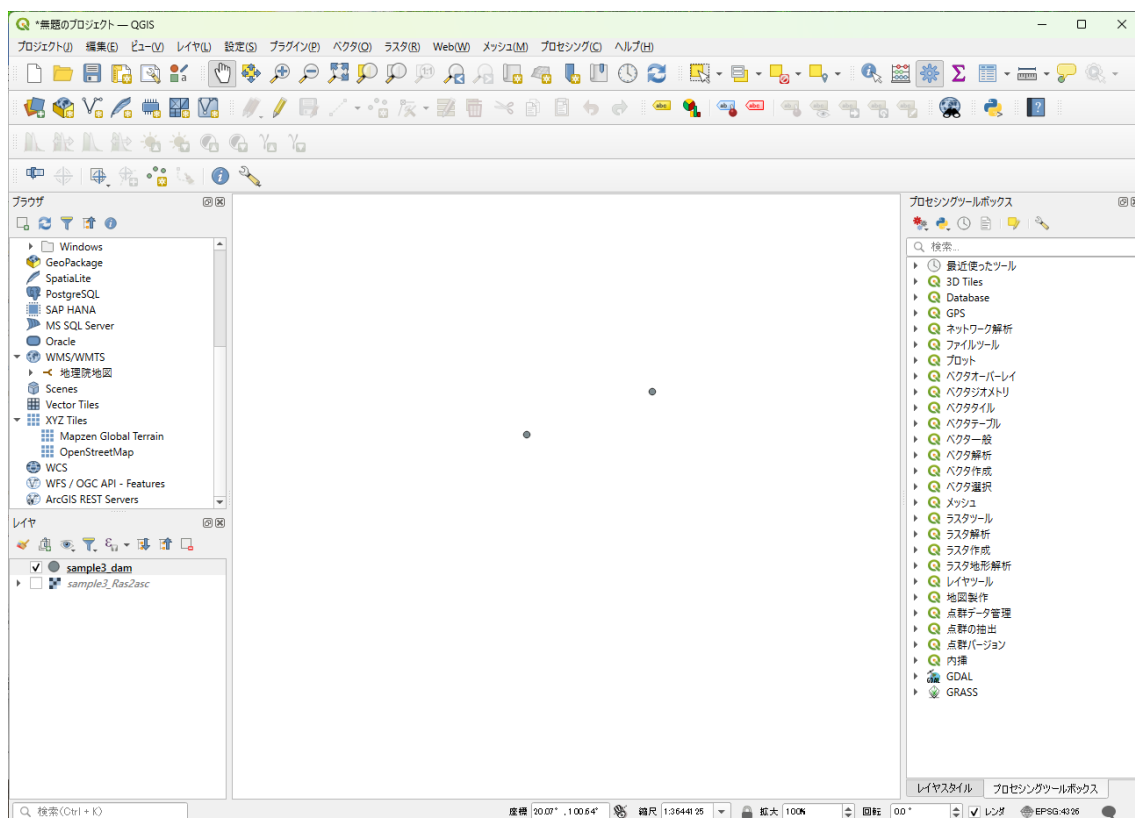 *無題のプロジェクト — QGIS
プロジェクト(J) 編集(E) ビュー(V) レイヤ(L) 設定(S) プラグイン(P) ベクタ(O) ラスタ(R) Web(W) メッシュ(M) プロセシング(C) ヘルプ(H)
ブラウザ
Windows
GeoPackage
SpatiaLite
PostgreSQL
SAP HANA
MS SQL Server
Oracle
WMS/WMTS
地理院地図
Scenes
Vector Tiles
XYZ Tiles
Mapzen Global Terrain
OpenStreetMap
WCS
WFS / OGC API - Features
ArcGIS REST Servers
レイヤ
sample3_dam
sample3_Ras2asc
プロセシングツールボックス
検索...
最近使ったツール
3D Tiles
Database
GPS
ネットワーク解析
ファイルツール
プロット
ベクタオーバーレイ
ベクタジオメトリ
ベクタタイル
ベクタテーブル
ベクタ一般
ベクタ解析
ベクタ作成
ベクタ選択
メッシュ
ラスタツール
ラスタ解析
ラスタ作成
ラスタ地形解析
レイヤツール
地図製作
点群データ管理
点群の抽出
点群バージョン
内挿
GDAL
GRASS
レイヤスタイル プロセシングツールボックス
検索(Ctrl + K) 座標 20.07° , 100.64° 縮尺 1:3644125 拡大 100% 回転 0.0 ° レンダ EPSG:4326